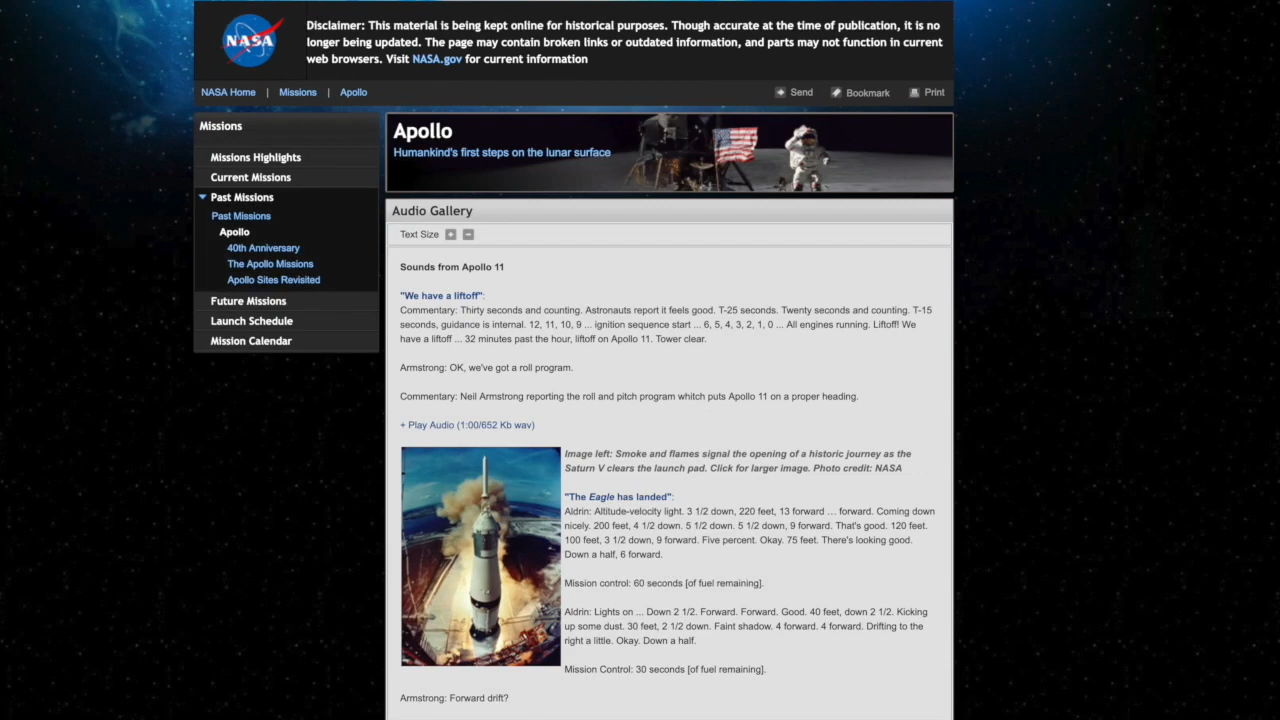 NASA
Disclaimer: This material is being kept online for historical purposes. Though accurate at the time of publication, it is no
longer being updated. The page may contain broken links or outdated information, and parts may not function in current
web browsers. Visit NASA.gov for current information
NASA Home | Missions | Apollo
Send Bookmark Print
Missions
Missions Highlights
Current Missions
Past Missions
Past Missions
Apollo
40th Anniversary
The Apollo Missions
Apollo Sites Revisited
Future Missions
Launch Schedule
Mission Calendar
Apollo
Humankind's first steps on the lunar surface
Audio Gallery
Text Size + −
Sounds from Apollo 11
"We have a liftoff":
Commentary: Thirty seconds and counting. Astronauts report it feels good. T-25 seconds. Twenty seconds and counting. T-15
seconds, guidance is internal. 12, 11, 10, 9 ... ignition sequence start ... 6, 5, 4, 3, 2, 1, 0 ... All engines running. Liftoff! We
have a liftoff ... 32 minutes past the hour, liftoff on Apollo 11. Tower clear.
Armstrong: OK, we've got a roll program.
Commentary: Neil Armstrong reporting the roll and pitch program whitch puts Apollo 11 on a proper heading.
+ Play Audio (1:00/652 Kb wav)
Image left: Smoke and flames signal the opening of a historic journey as the
Saturn V clears the launch pad. Click for larger image. Photo credit: NASA
"The Eagle has landed":
Aldrin: Altitude-velocity light. 3 1/2 down, 220 feet, 13 forward ... forward. Coming down
nicely. 200 feet, 4 1/2 down. 5 1/2 down. 5 1/2 down, 9 forward. That's good. 120 feet.
100 feet, 3 1/2 down, 9 forward. Five percent. Okay. 75 feet. There's looking good.
Down a half, 6 forward.
Mission control: 60 seconds [of fuel remaining].
Aldrin: Lights on ... Down 2 1/2. Forward. Forward. Good. 40 feet, down 2 1/2. Kicking
up some dust. 30 feet, 2 1/2 down. Faint shadow. 4 forward. 4 forward. Drifting to the
right a little. Okay. Down a half.
Mission Control: 30 seconds [of fuel remaining].
Armstrong: Forward drift?